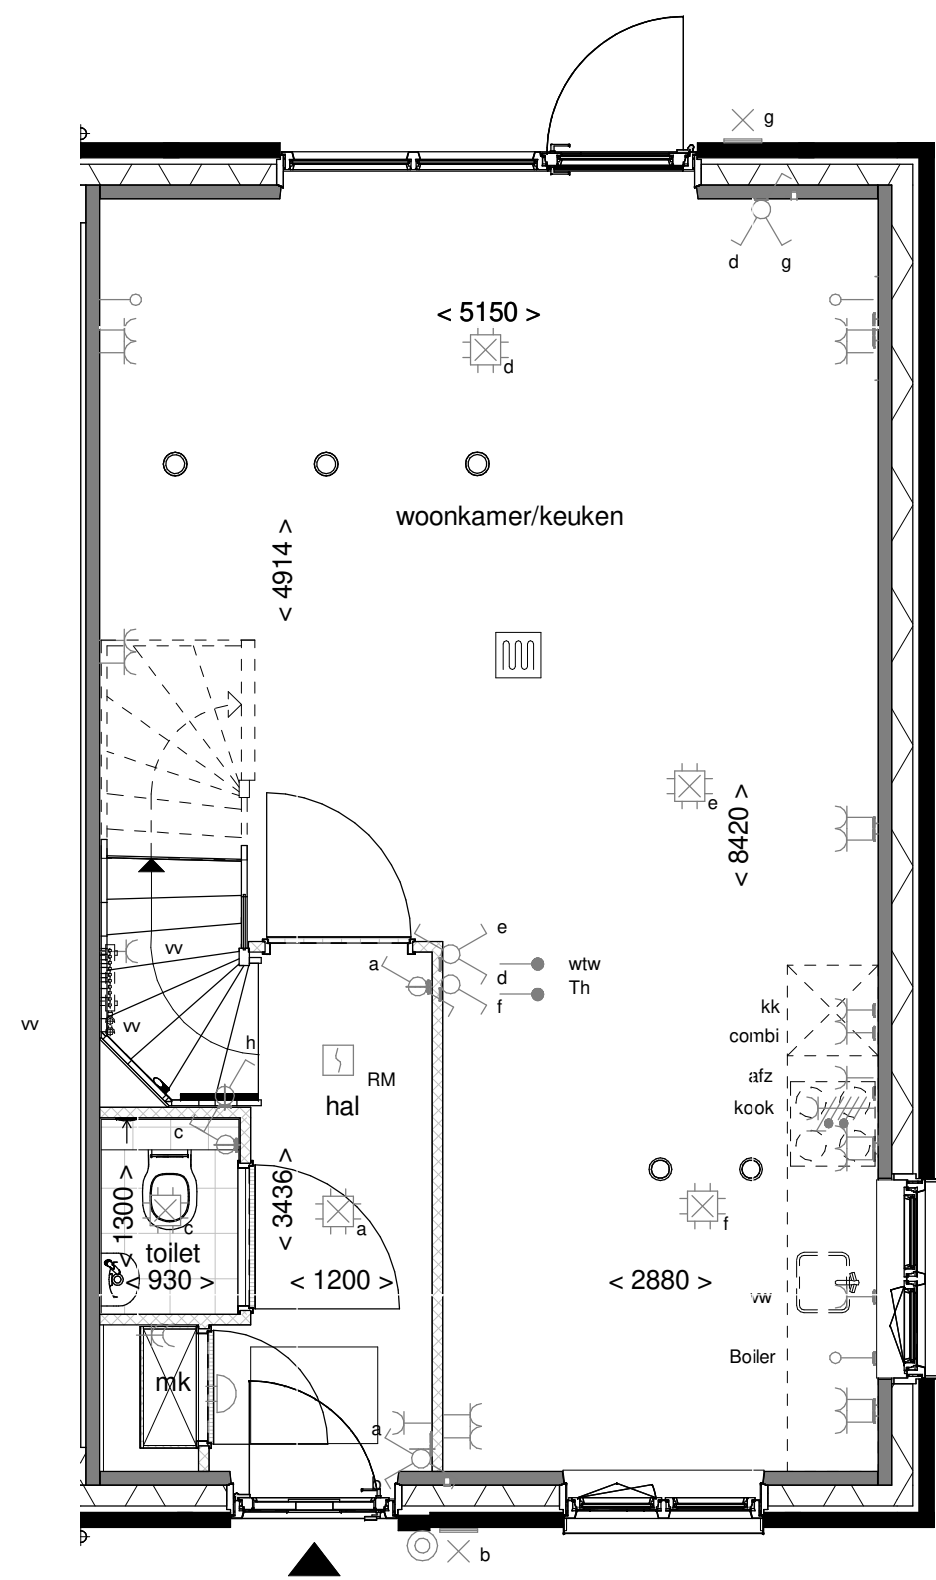 g
d
g
< 5150 >
d
woonkamer/keuken
< 4914 >
e
< 8420 >
e
vv
a
wtw
d
Th
f
kk
vv
vv
combi
h
RM
afz
hal
kook
c
< 1300 >
< 3436 >
c
a
f
toilet
< 930 >
< 1200 >
< 2880 >
vw
Boiler
mk
a
b